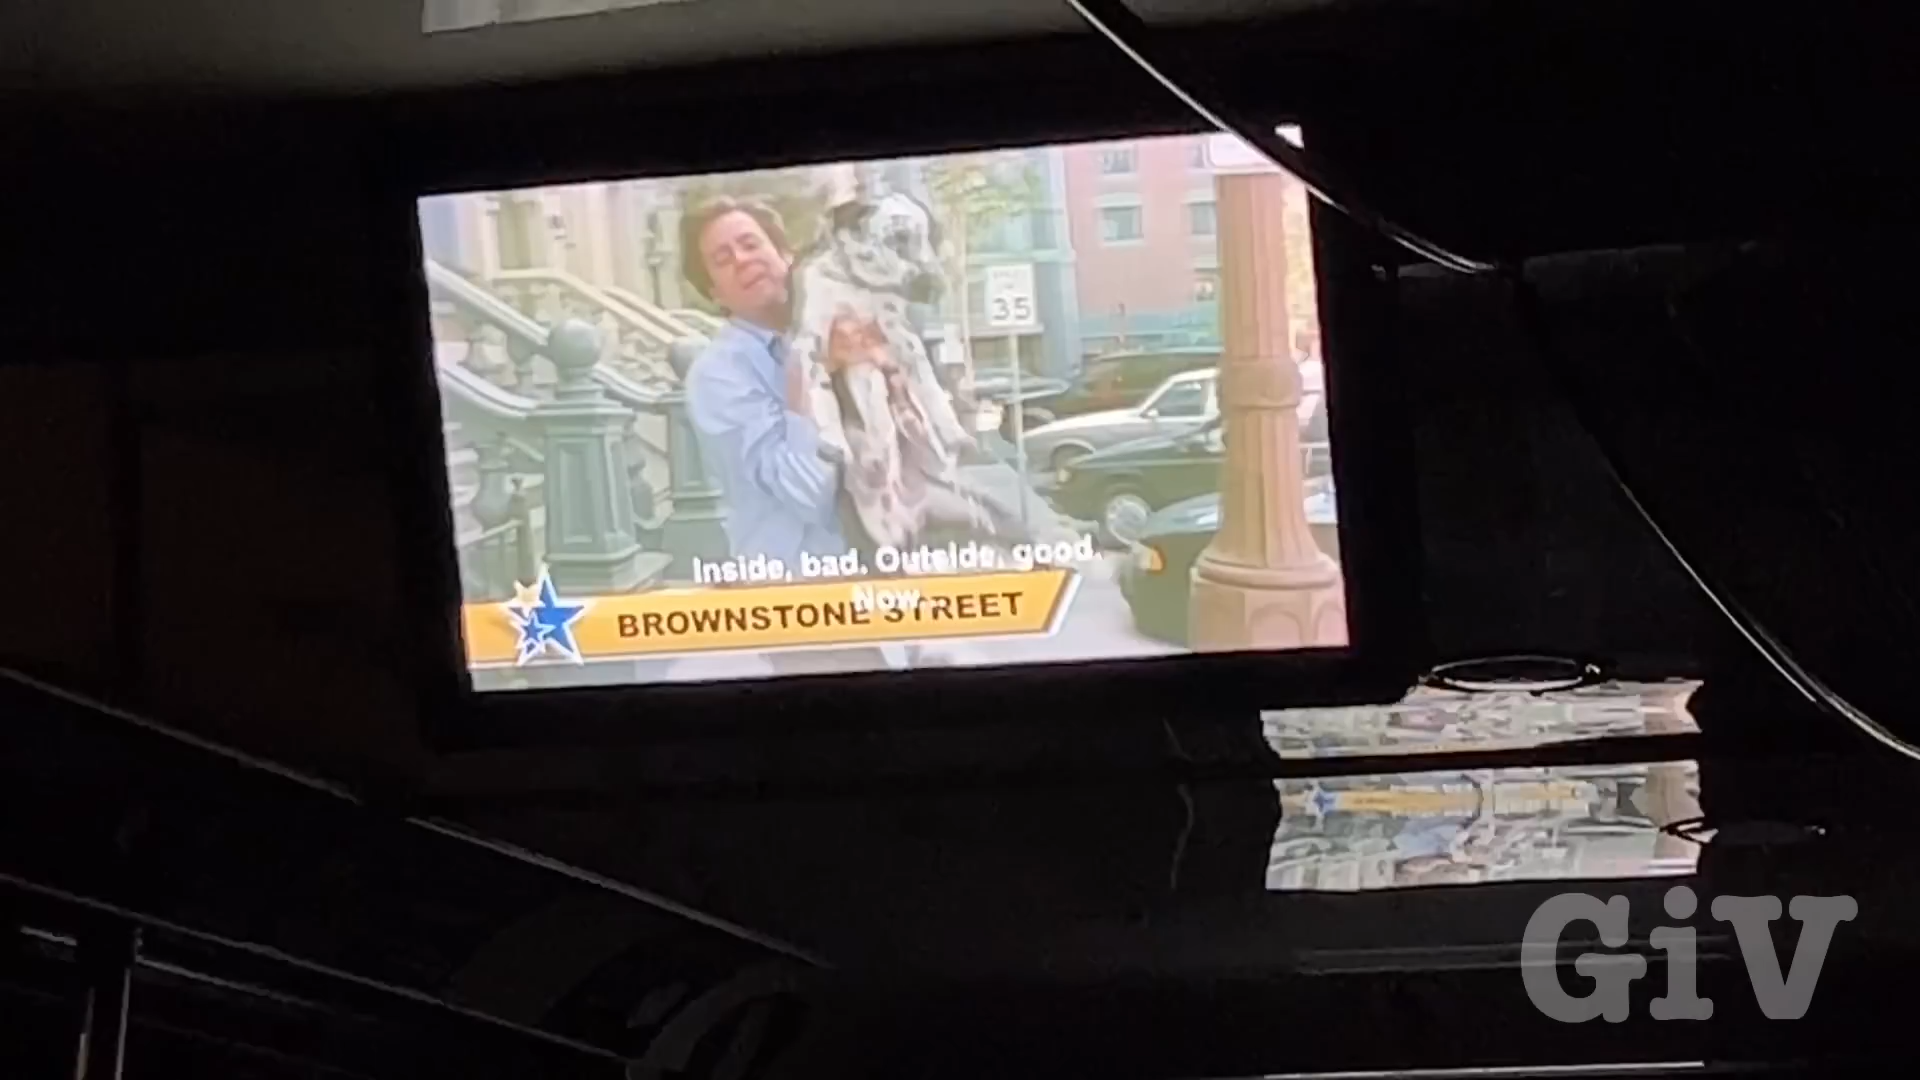 35
Inside, bad. Outside, good.
Now...
BROWNSTONE STREET
GiV